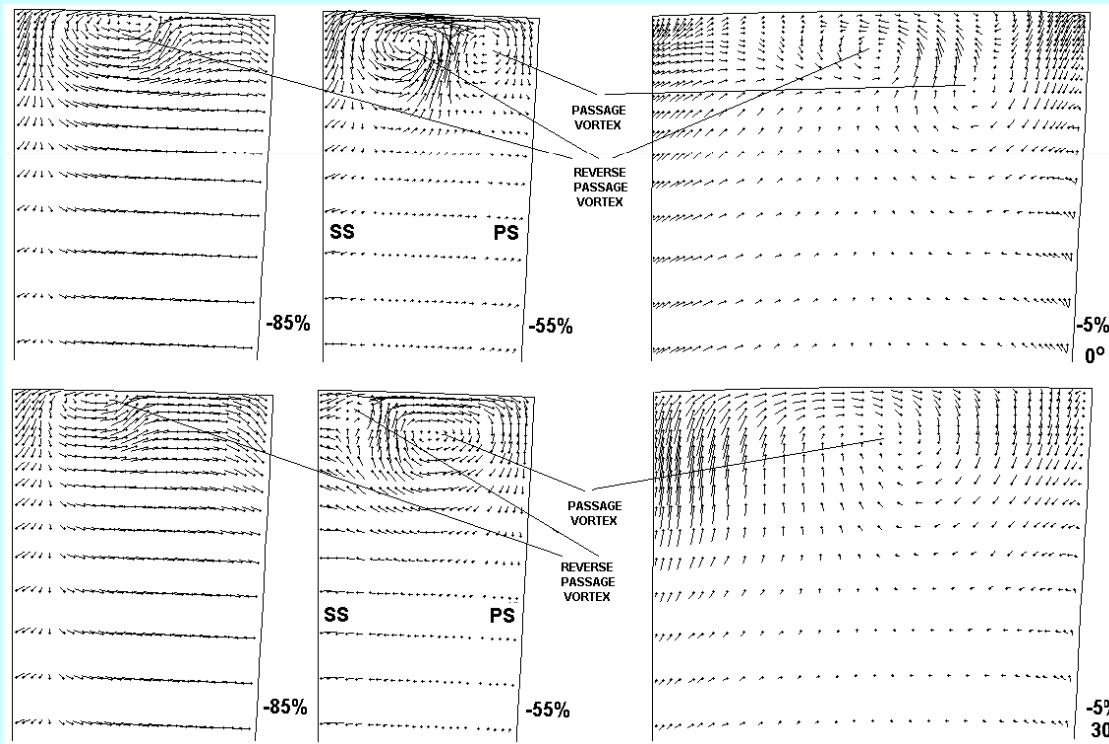 PASSAGE
VORTEX
REVERSE
PASSAGE
VORTEX
SS
PS
-85%
-55%
-5%
0°
PASSAGE
VORTEX
REVERSE
PASSAGE
VORTEX
SS
PS
-85%
-55%
-5%
30